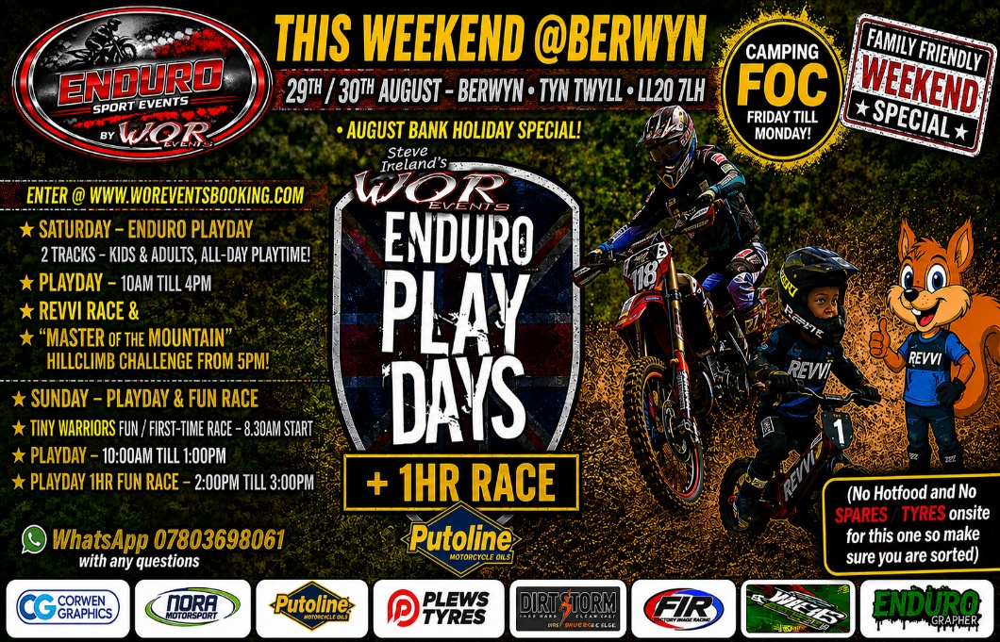 ENDURO
SPORT EVENTS
BY W.O.R
EVENTS
THIS WEEKEND @BERWYN
29TH / 30TH AUGUST – BERWYN • TYN TWYLL • LL20 7LH
• AUGUST BANK HOLIDAY SPECIAL!
CAMPING
FOC
FRIDAY TILL
MONDAY!
FAMILY FRIENDLY
WEEKEND
★ SPECIAL ★
ENTER @ WWW.WOREVENTSBOOKING.COM
★ SATURDAY – ENDURO PLAYDAY
2 TRACKS – KIDS & ADULTS, ALL-DAY PLAYTIME!
★ PLAYDAY – 10AM TILL 4PM
★ REVVI RACE &
★ "MASTER OF THE MOUNTAIN"
HILLCLIMB CHALLENGE FROM 5PM!
★ SUNDAY – PLAYDAY & FUN RACE
★ TINY WARRIORS FUN / FIRST-TIME RACE – 8.30AM START
★ PLAYDAY – 10:00AM TILL 1:00PM
★ PLAYDAY 1HR FUN RACE – 2:00PM TILL 3:00PM
WhatsApp 07803698061
with any questions
Steve
Ireland's
WOR
EVENTS
ENDURO
PLAY
DAYS
+ 1HR RACE
Putoline
MOTORCYCLE OILS
118
REVVI
1
REVVI
REVVI
(No Hotfood and No
SPARES / TYRES onsite
for this one so make
sure you are sorted)
CG CORWEN
GRAPHICS
NORA
MOTORSPORT
Putoline
MOTORCYCLE OILS
PLEWS
TYRES
DIRTSTORM
FIR
FACTORY IMAGE RACING
ENDURO
GRAPHER